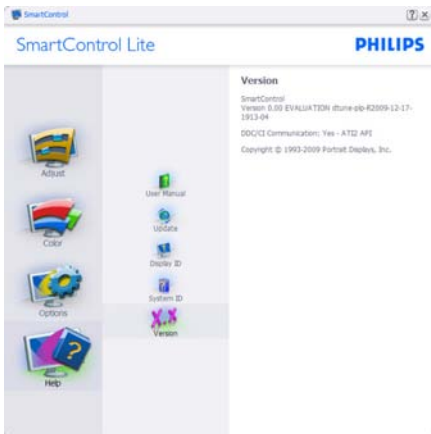 SmartControl
SmartControl Lite
PHILIPS
Adjust
Color
Options
Help
User Manual
Update
Display ID
System ID
Version
Version
SmartControl
Version 0.00 EVALUATION dtune-plp-R2009-12-17-
1913-04
DDC/CI Communication: Yes - ATI2 API
Copyright © 1993-2009 Portrait Displays, Inc.